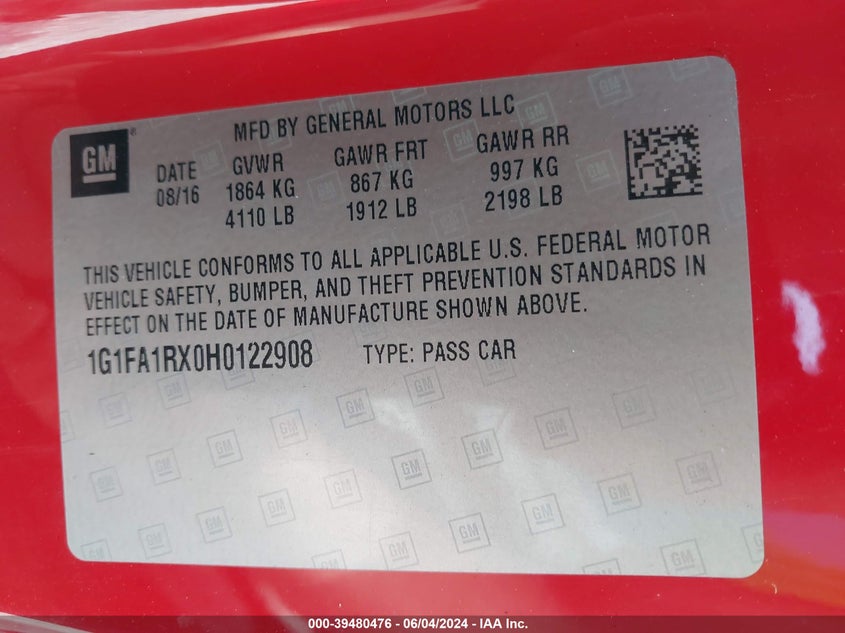 GM
®
MFD BY GENERAL MOTORS LLC
DATE GVWR GAWR FRT GAWR RR
08/16 1864 KG 867 KG 997 KG
4110 LB 1912 LB 2198 LB
THIS VEHICLE CONFORMS TO ALL APPLICABLE U.S. FEDERAL MOTOR
VEHICLE SAFETY, BUMPER, AND THEFT PREVENTION STANDARDS IN
EFFECT ON THE DATE OF MANUFACTURE SHOWN ABOVE.
1G1FA1RX0H0122908 TYPE: PASS CAR
000-39480476 - 06/04/2024 - IAA Inc.